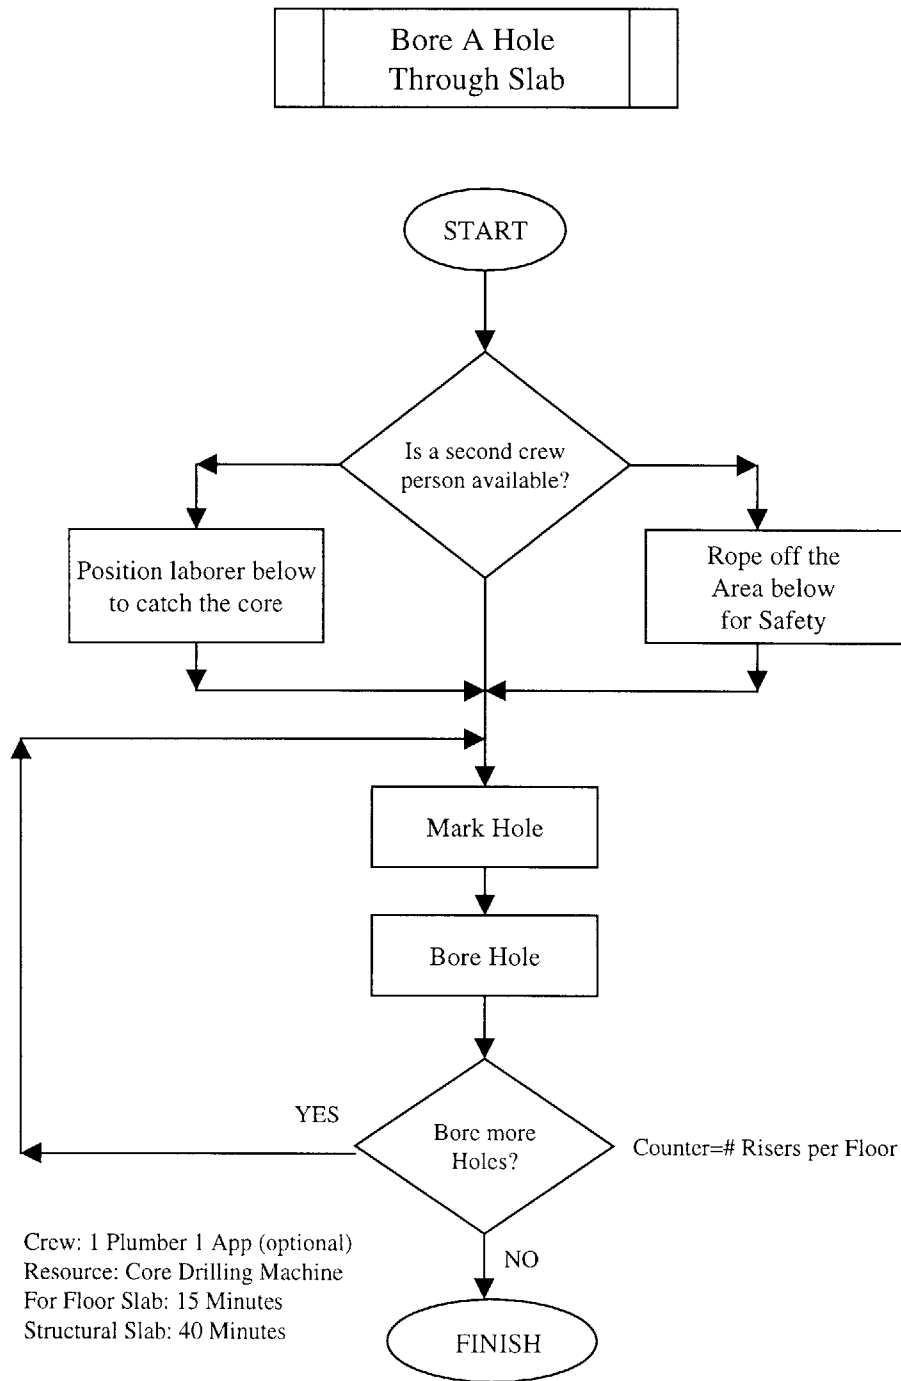 Bore A Hole
Through Slab
START
Is a second crew
person available?
Position laborer below
to catch the core
Rope off the
Area below
for Safety
Mark Hole
Bore Hole
YES
Bore more
Holes?
Counter=# Risers per Floor
NO
Crew: 1 Plumber 1 App (optional)
Resource: Core Drilling Machine
For Floor Slab: 15 Minutes
Structural Slab: 40 Minutes
FINISH